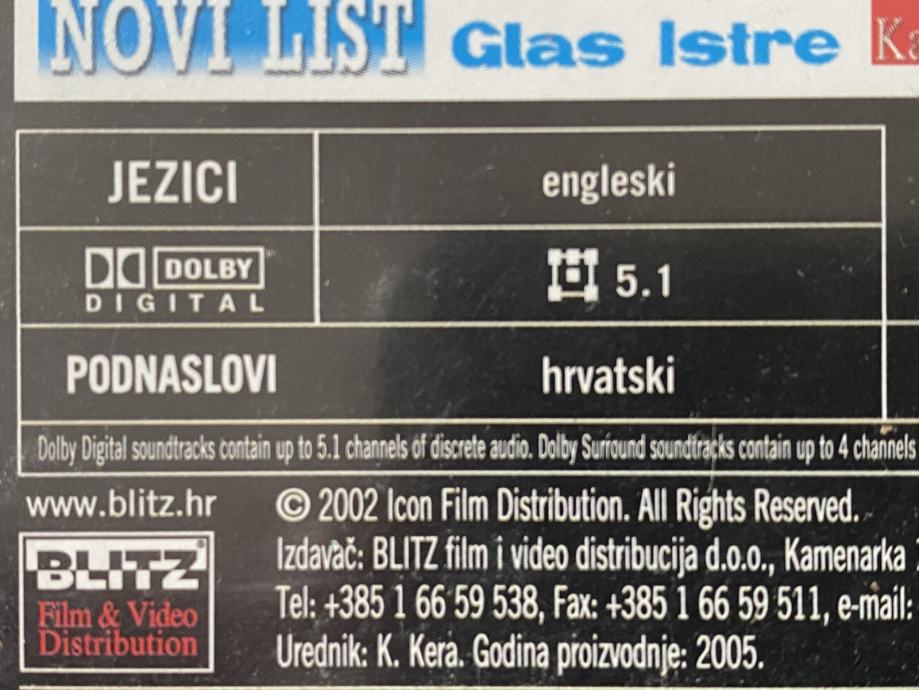 NOVI LIST Glas Istre Ka
JEZICI engleski
DOLBY DIGITAL 5.1
PODNASLOVI hrvatski
Dolby Digital soundtracks contain up to 5.1 channels of discrete audio. Dolby Surround soundtracks contain up to 4 channels
www.blitz.hr
© 2002 Icon Film Distribution. All Rights Reserved.
Izdavač: BLITZ film i video distribucija d.o.o., Kamenarka
Tel: +385 1 66 59 538, Fax: +385 1 66 59 511, e-mail:
Urednik: K. Kera. Godina proizvodnje: 2005.
BLITZ®
Film & Video
Distribution